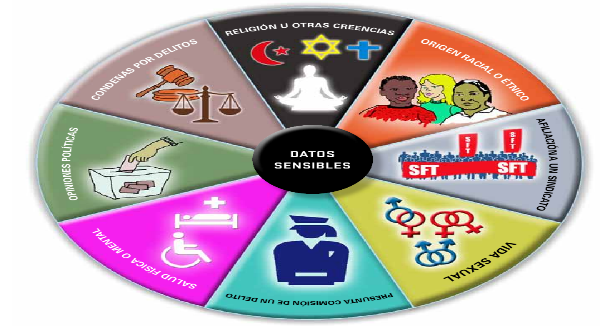 RELIGIÓN U OTRAS CREENCIAS
ORIGEN RACIAL O ÉTNICO
AFILIACIÓN A UN SINDICATO
SFT
SFT
SFT
SFT
VIDA SEXUAL
PRESUNTA COMISIÓN DE UN DELITO
SALUD FÍSICA O MENTAL
OPINIONES POLÍTICAS
CONDENAS POR DELITOS
DATOS
SENSIBLES